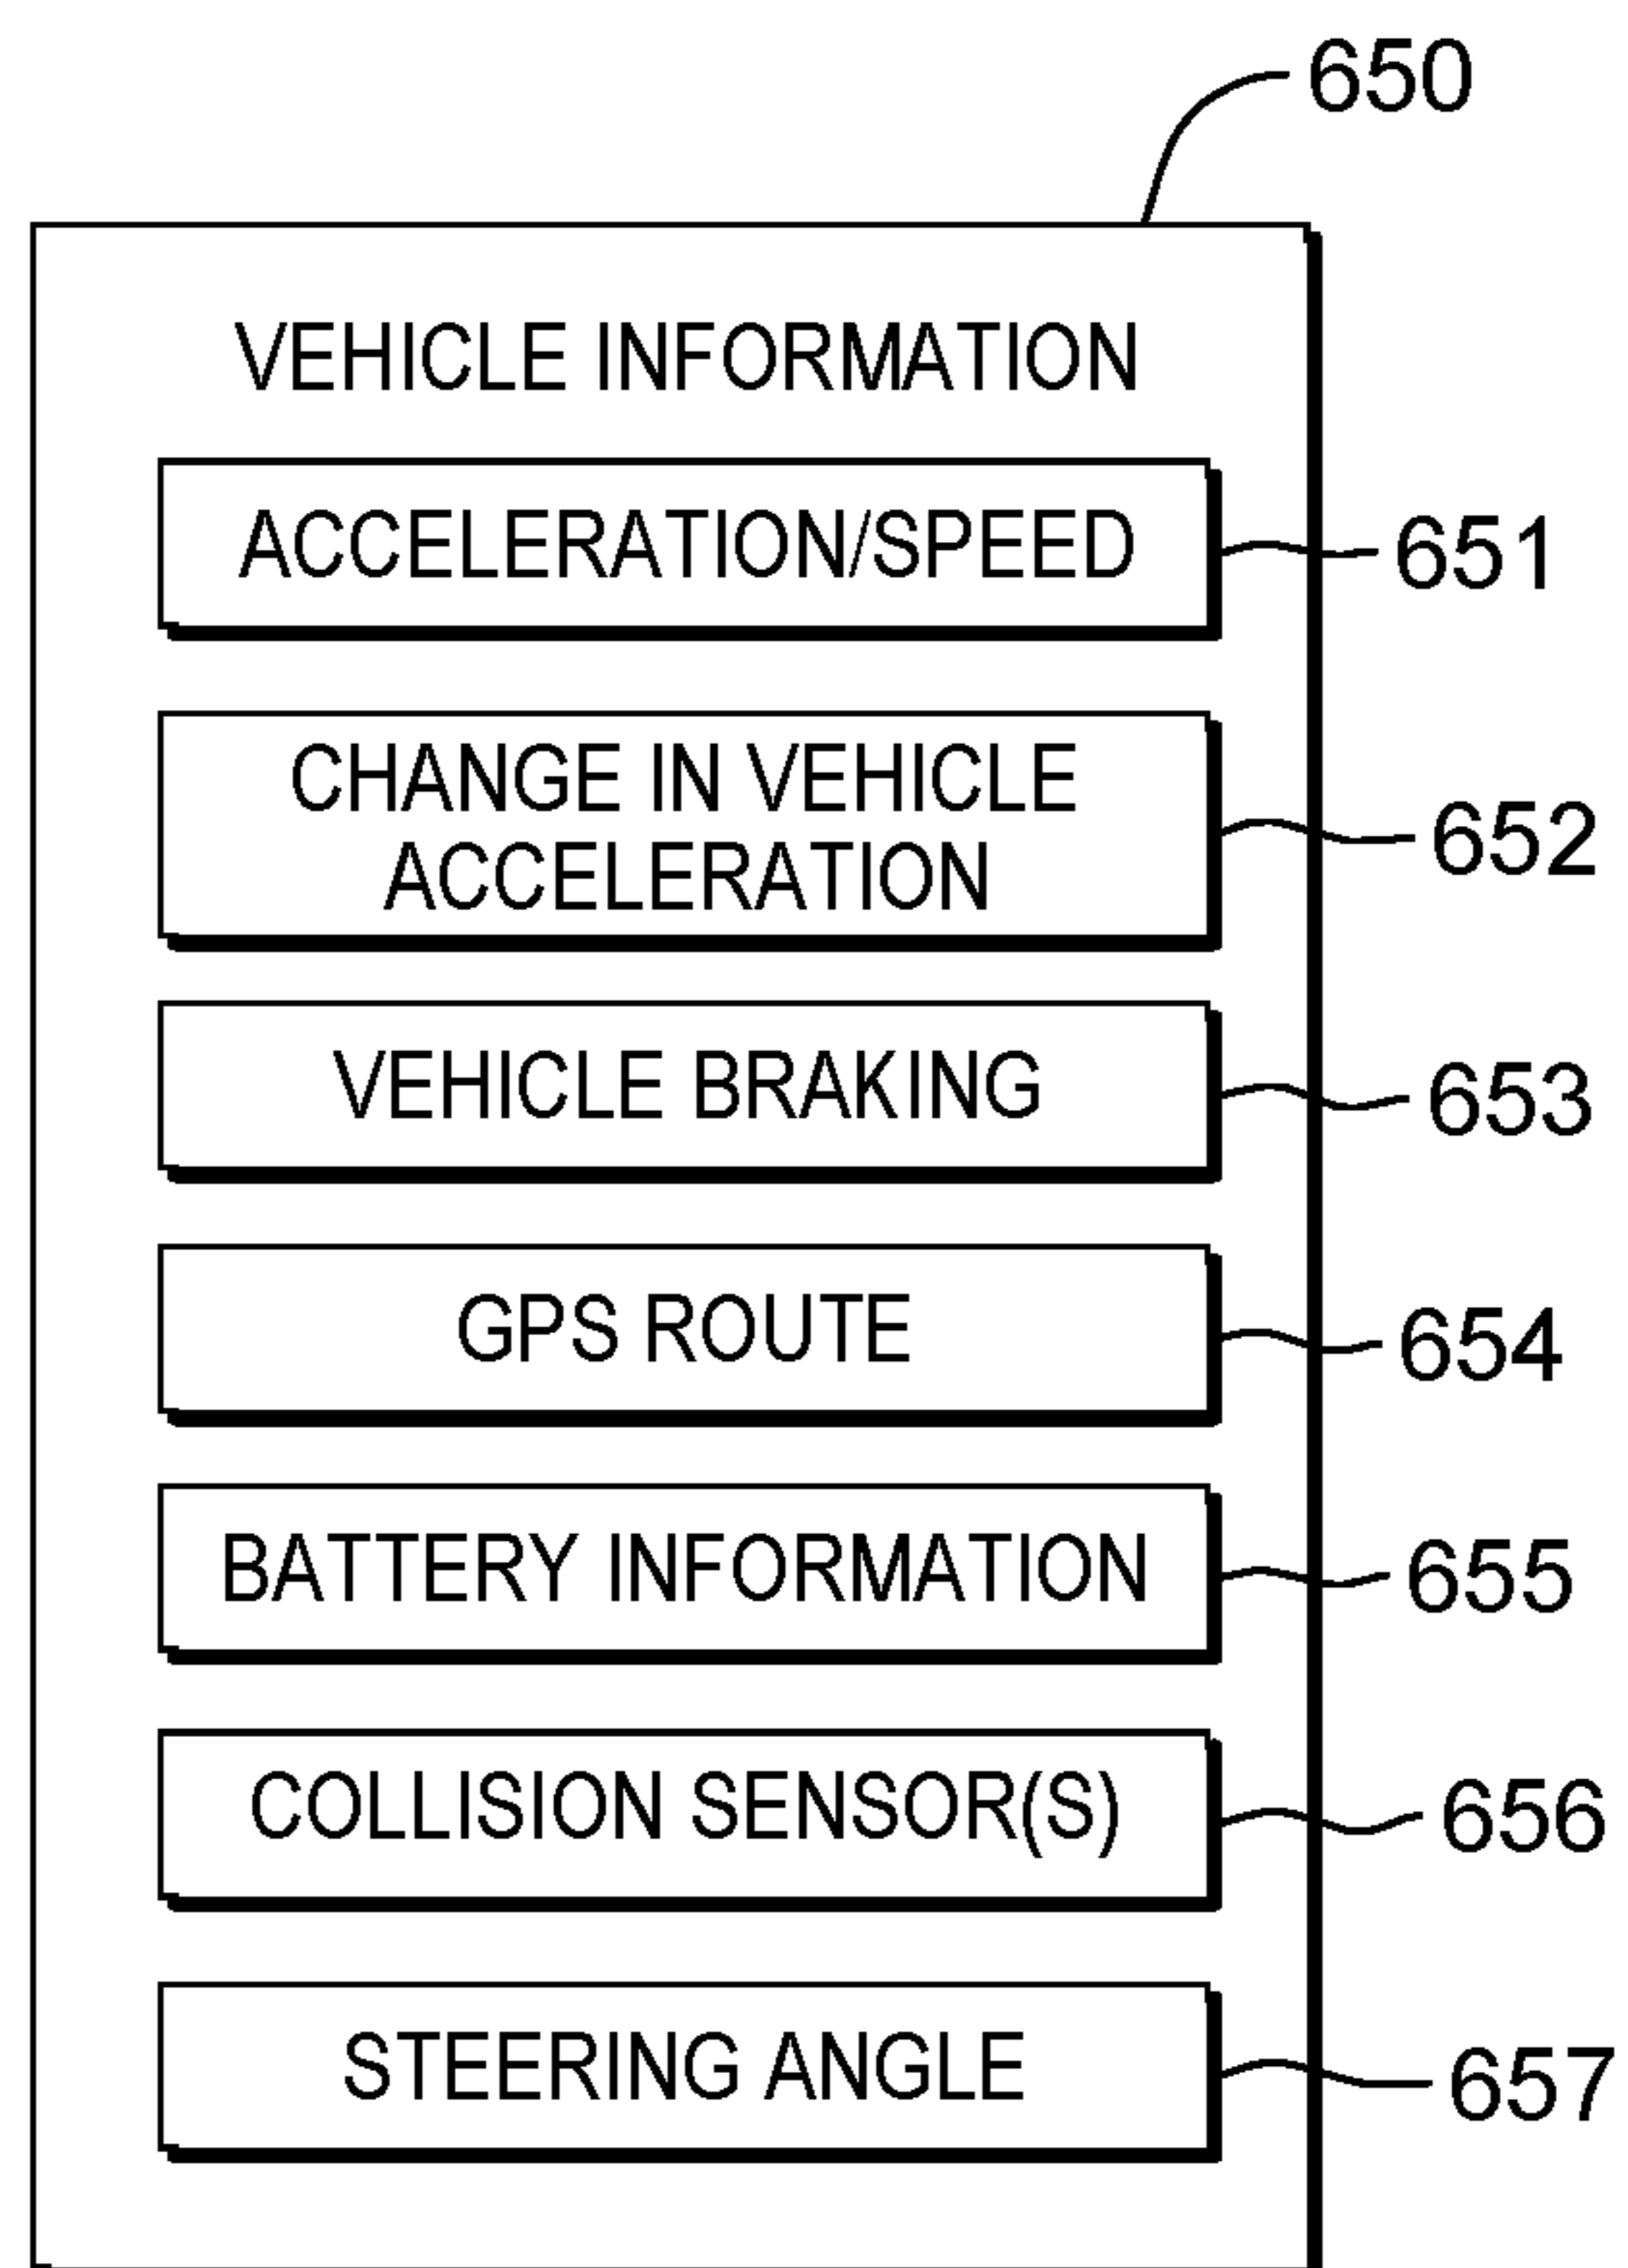 650
VEHICLE INFORMATION
ACCELERATION/SPEED
651
CHANGE IN VEHICLE
ACCELERATION
652
VEHICLE BRAKING
653
GPS ROUTE
654
BATTERY INFORMATION
655
COLLISION SENSOR(S)
656
STEERING ANGLE
657